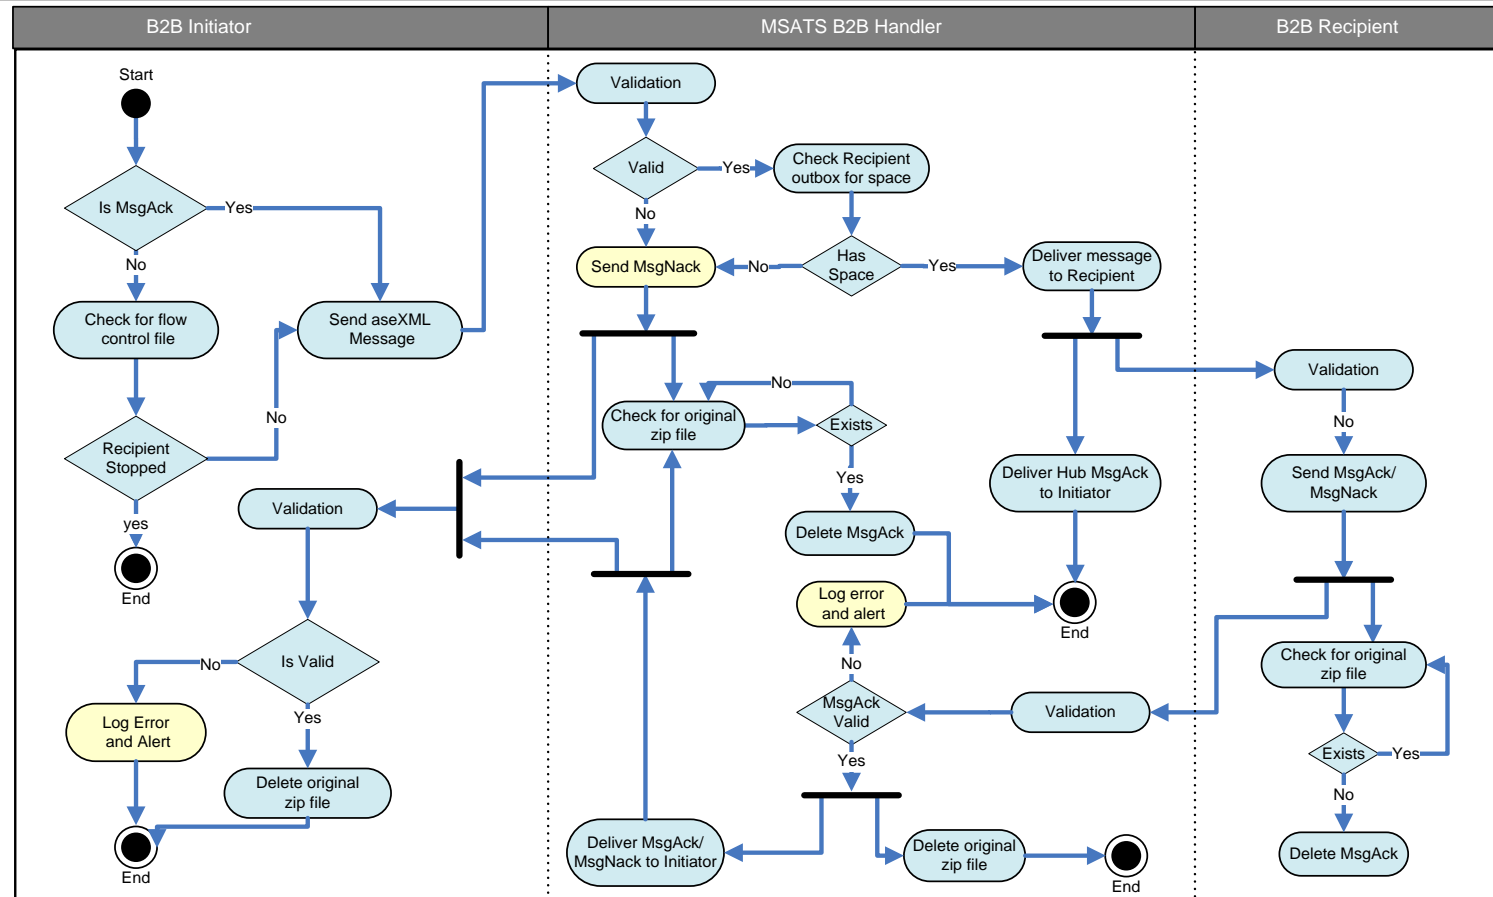 B2B Initiator
MSATS B2B Handler
B2B Recipient
Start
Is MsgAck
Yes
No
Check for flow
control file
Send aseXML
Message
No
Recipient
Stopped
yes
End
Validation
Is Valid
No
Yes
Log Error
and Alert
Delete original
zip file
End
Validation
Valid
Yes
Check Recipient
outbox for space
No
Send MsgNack
No
Has
Space
Yes
Deliver message
to Recipient
No
Check for original
zip file
Exists
Yes
Delete MsgAck
Deliver Hub MsgAck
to Initiator
Log error
and alert
End
No
MsgAck
Valid
Validation
Yes
Deliver MsgAck/
MsgNack to Initiator
Delete original
zip file
End
Validation
No
Send MsgAck/
MsgNack
Check for original
zip file
Exists
Yes
No
Delete MsgAck